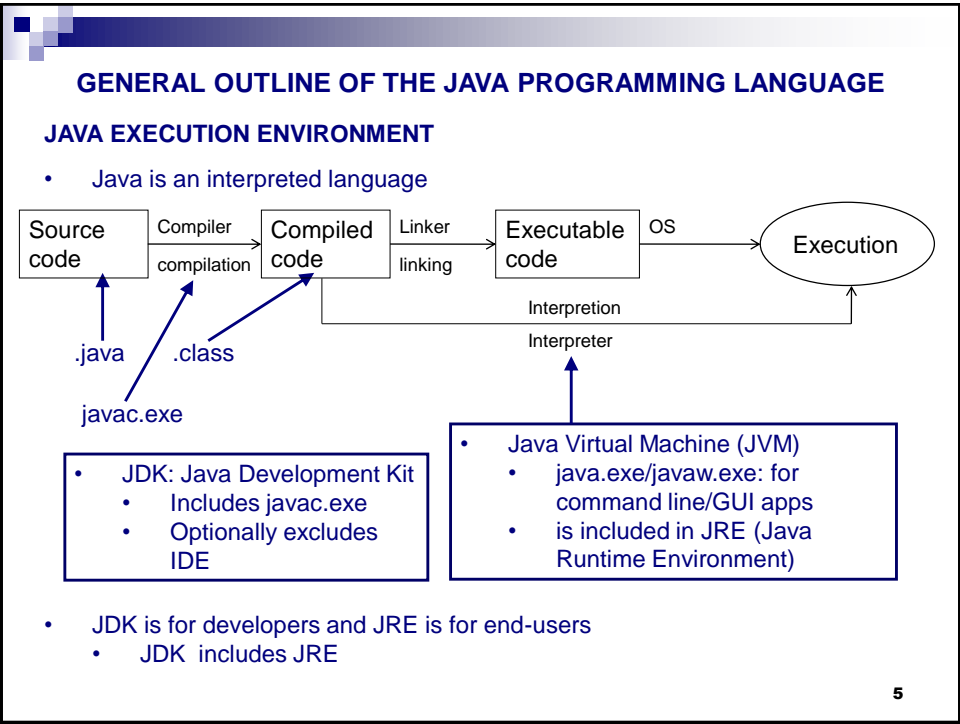 GENERAL OUTLINE OF THE JAVA PROGRAMMING LANGUAGE
JAVA EXECUTION ENVIRONMENT
• Java is an interpreted language
Source
code
Compiler
compilation
Compiled
code
Linker
linking
Executable
code
OS
Execution
Interpretion
Interpreter
.java
.class
javac.exe
• JDK: Java Development Kit
• Includes javac.exe
• Optionally excludes
IDE
• Java Virtual Machine (JVM)
• java.exe/javaw.exe: for
command line/GUI apps
• is included in JRE (Java
Runtime Environment)
• JDK is for developers and JRE is for end-users
• JDK includes JRE
5